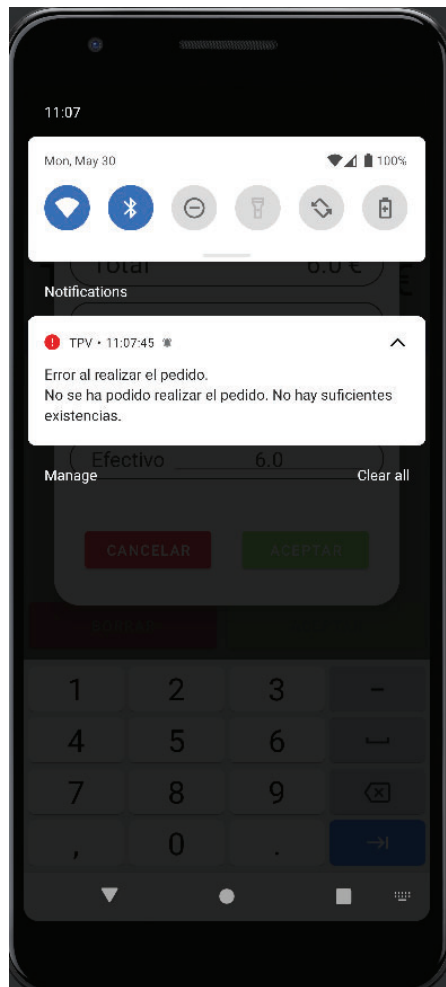 11:07
Mon, May 30
100%
Total 6.0 €
Notifications
TPV • 11:07:45
Error al realizar el pedido.
No se ha podido realizar el pedido. No hay suficientes
existencias.
Efectivo 6.0
Manage Clear all
CANCELAR ACEPTAR
1 2 3 -
4 5 6
7 8 9
, 0 .